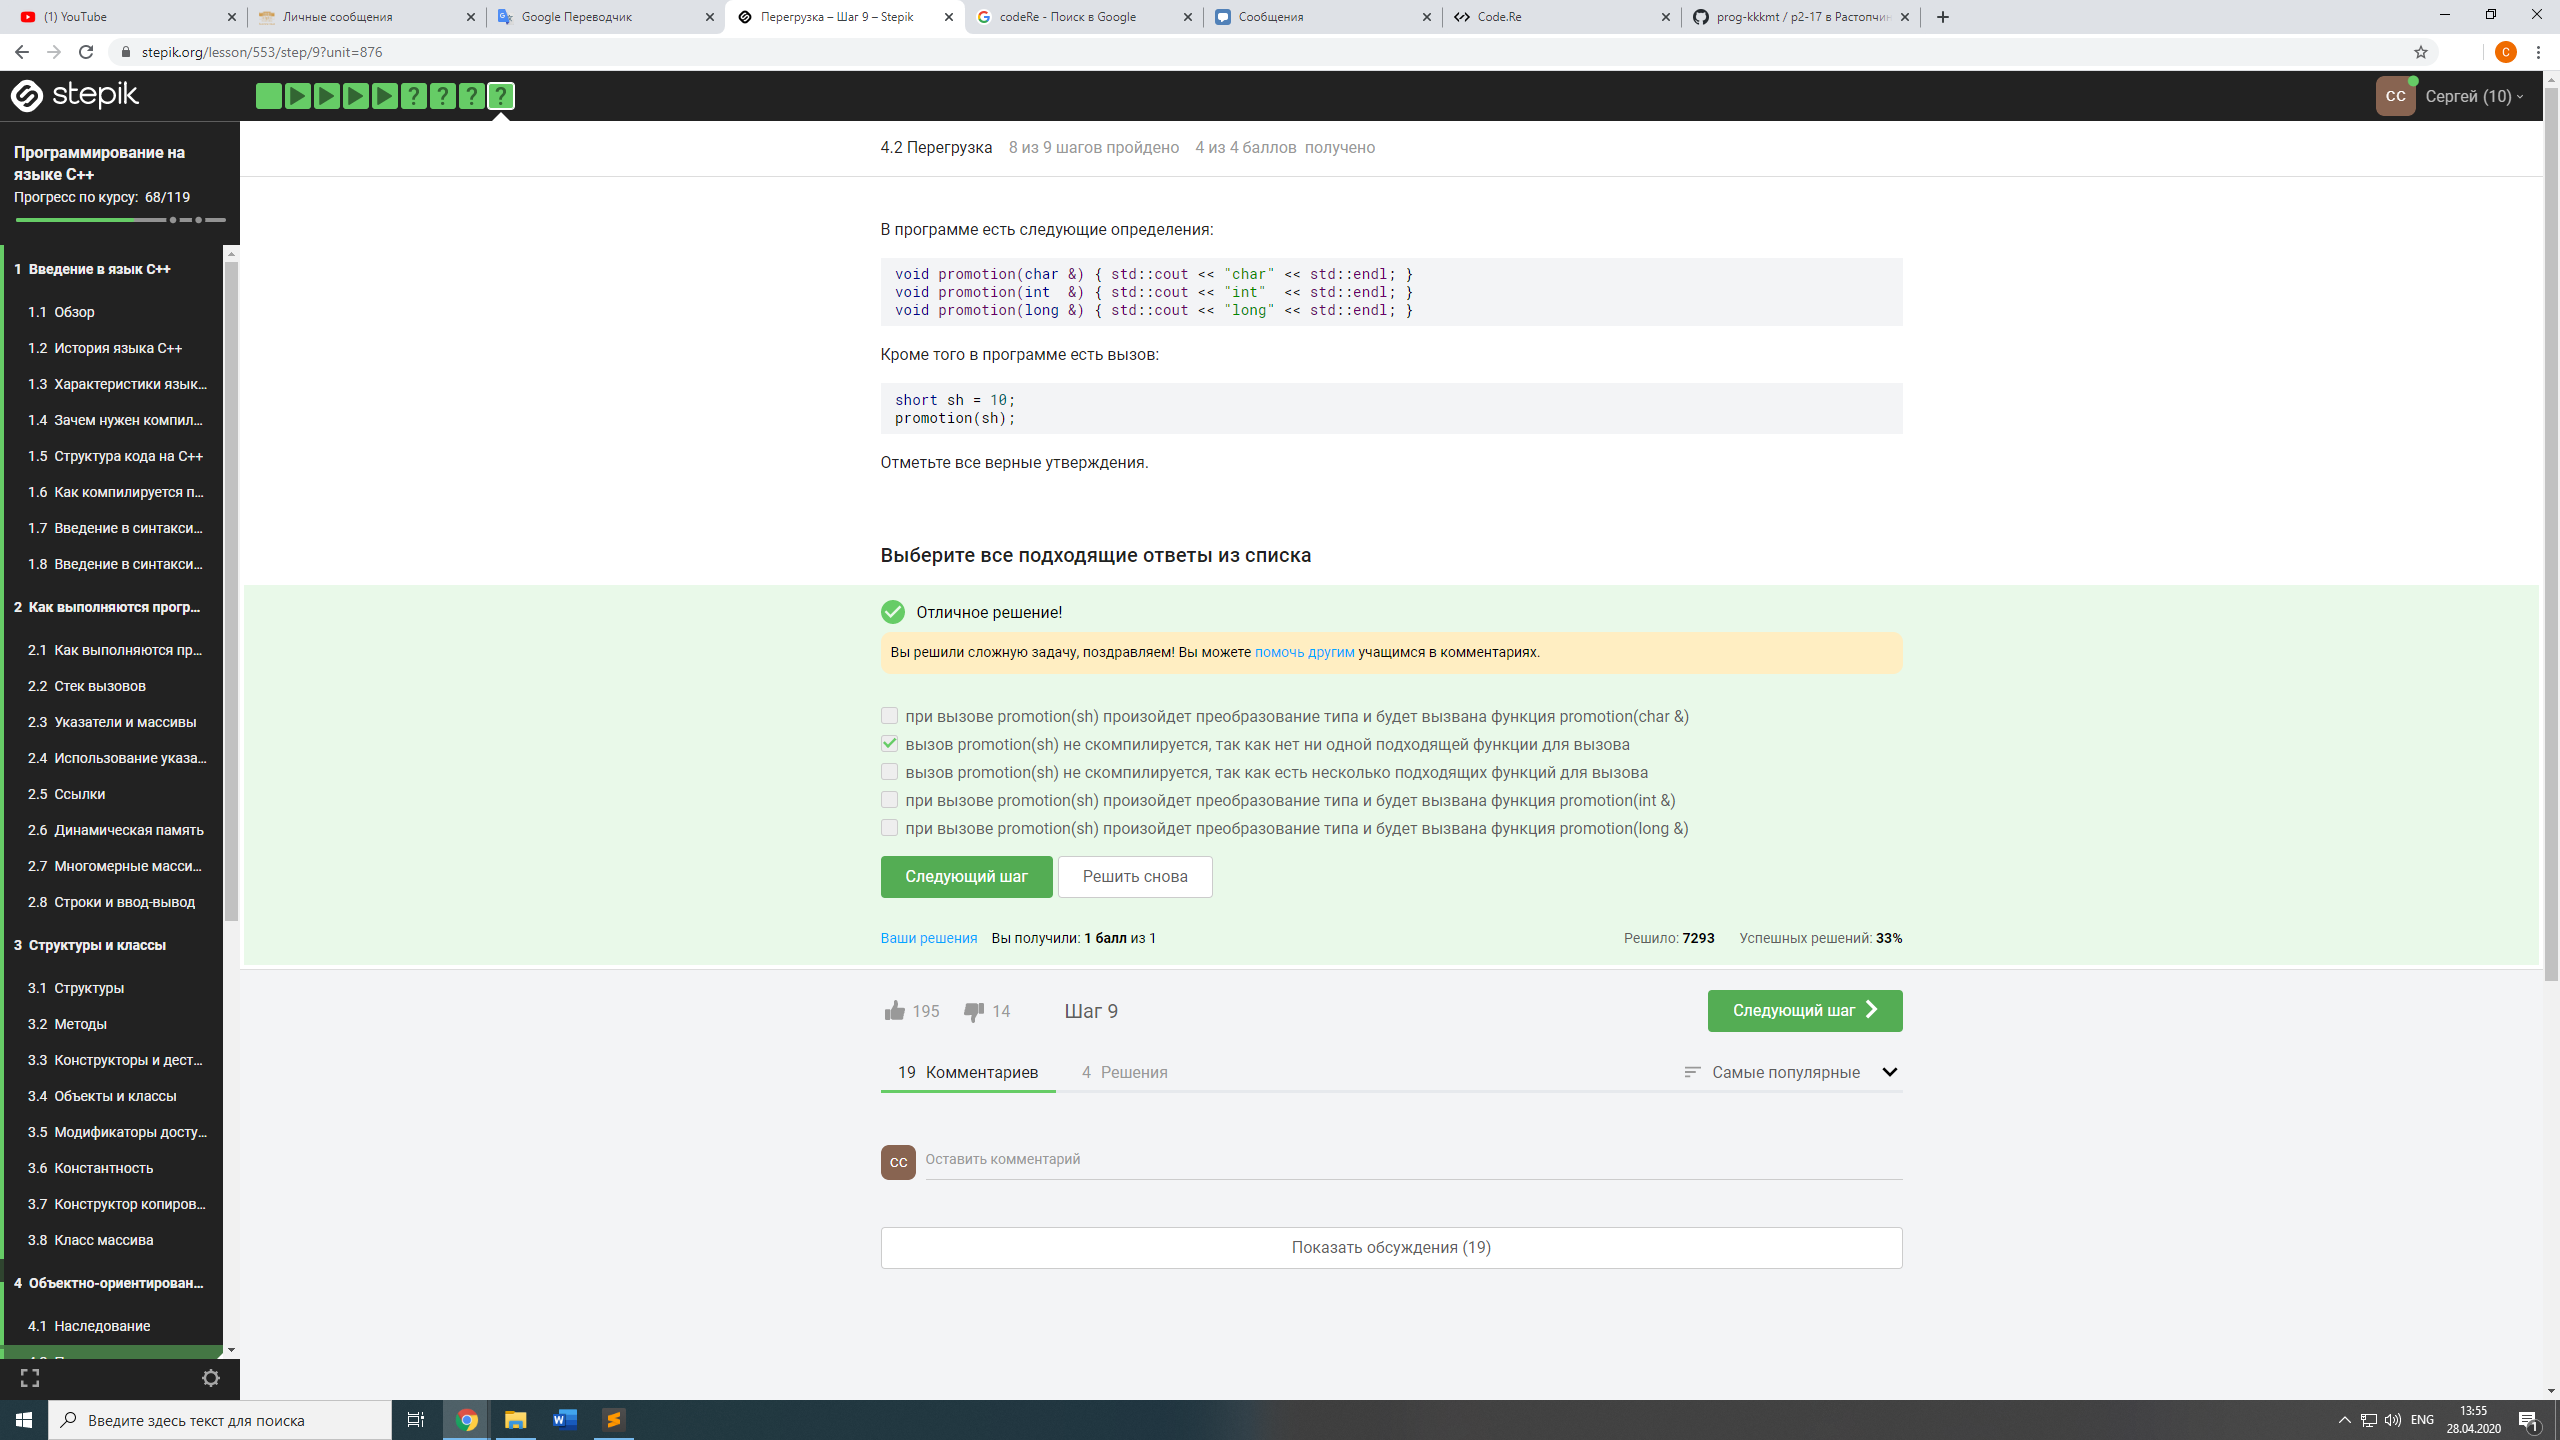 (1) YouTube
Личные сообщения
Google Переводчик
Перегрузка – Шаг 9 – Stepik
codeRe - Поиск в Google
Сообщения
Code.Re
prog-kkkmt / p2-17 в Растопчин
stepik.org/lesson/553/step/9?unit=876
C
stepik
? ? ? ?
CC
Сергей (10)
Программирование на
языке C++
Прогресс по курсу: 68/119
4.2 Перегрузка 8 из 9 шагов пройдено 4 из 4 баллов получено
1 Введение в язык C++
1.1 Обзор
1.2 История языка C++
1.3 Характеристики язык...
1.4 Зачем нужен компил...
1.5 Структура кода на C++
1.6 Как компилируется п...
1.7 Введение в синтакси...
1.8 Введение в синтакси...
2 Как выполняются прогр...
2.1 Как выполняются пр...
2.2 Стек вызовов
2.3 Указатели и массивы
2.4 Использование указа...
2.5 Ссылки
2.6 Динамическая память
2.7 Многомерные масси...
2.8 Строки и ввод-вывод
3 Структуры и классы
3.1 Структуры
3.2 Методы
3.3 Конструкторы и дест...
3.4 Объекты и классы
3.5 Модификаторы досту...
3.6 Константность
3.7 Конструктор копиров...
3.8 Класс массива
4 Объектно-ориентирован...
4.1 Наследование
В программе есть следующие определения:
void promotion(char &) { std::cout << "char" << std::endl; }
void promotion(int  &) { std::cout << "int"  << std::endl; }
void promotion(long &) { std::cout << "long" << std::endl; }
Кроме того в программе есть вызов:
short sh = 10;
promotion(sh);
Отметьте все верные утверждения.
Выберите все подходящие ответы из списка
Отличное решение!
Вы решили сложную задачу, поздравляем! Вы можете помочь другим учащимся в комментариях.
при вызове promotion(sh) произойдет преобразование типа и будет вызвана функция promotion(char &)
вызов promotion(sh) не скомпилируется, так как нет ни одной подходящей функции для вызова
вызов promotion(sh) не скомпилируется, так как есть несколько подходящих функций для вызова
при вызове promotion(sh) произойдет преобразование типа и будет вызвана функция promotion(int &)
при вызове promotion(sh) произойдет преобразование типа и будет вызвана функция promotion(long &)
Следующий шаг
Решить снова
Ваши решения Вы получили: 1 балл из 1
Решило: 7293 Успешных решений: 33%
195
14
Шаг 9
Следующий шаг
19 Комментариев
4 Решения
Самые популярные
CC
Оставить комментарий
Показать обсуждения (19)
Введите здесь текст для поиска
W
ENG
13:55
28.04.2020
1